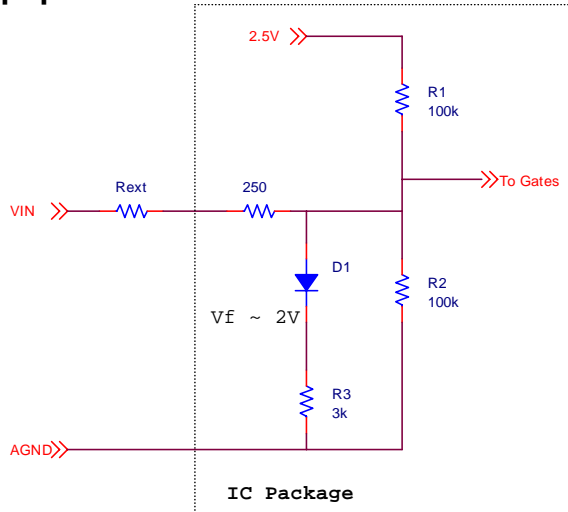 2.5V
R1
100k
To Gates
Rext
250
VIN
D1
R2
100k
Vf ~ 2V
R3
3k
AGND
IC Package